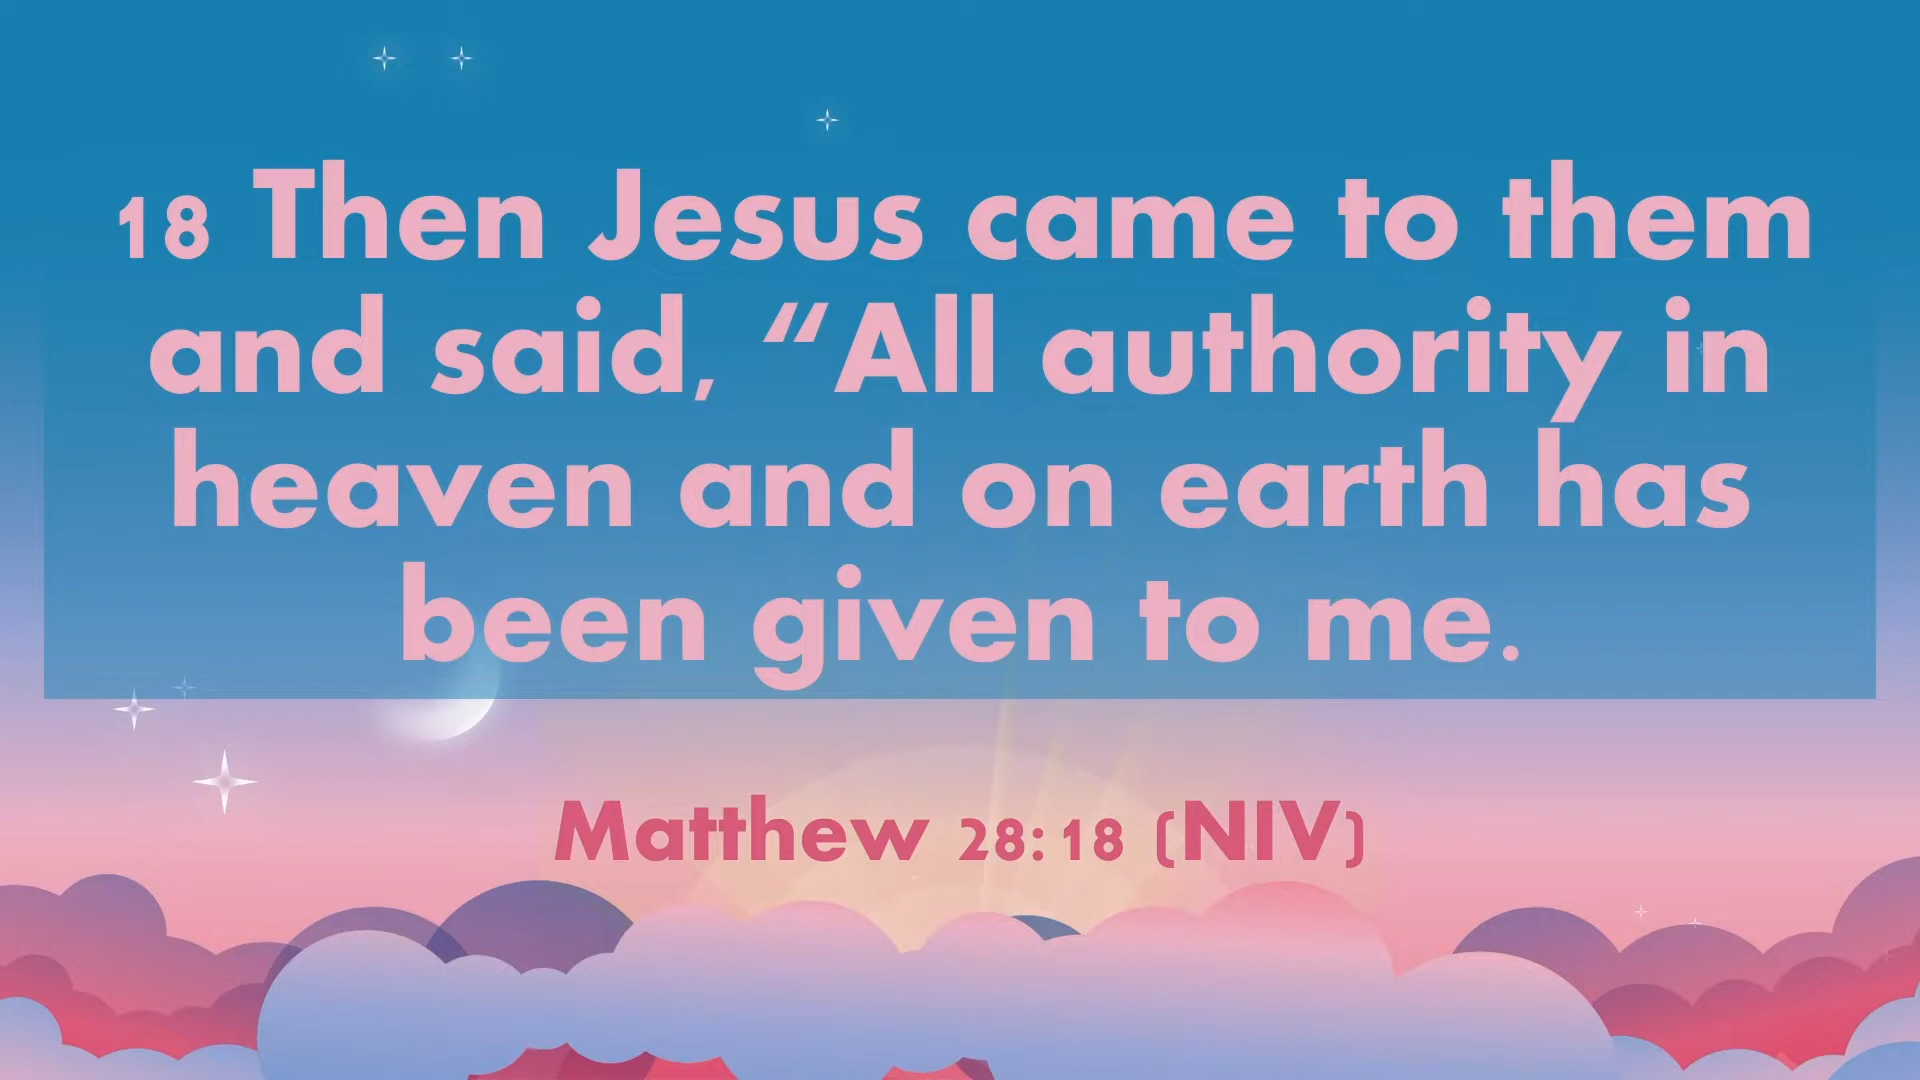 18 Then Jesus came to them
and said, “All authority in
heaven and on earth has
been given to me.
Matthew 28:18 (NIV)